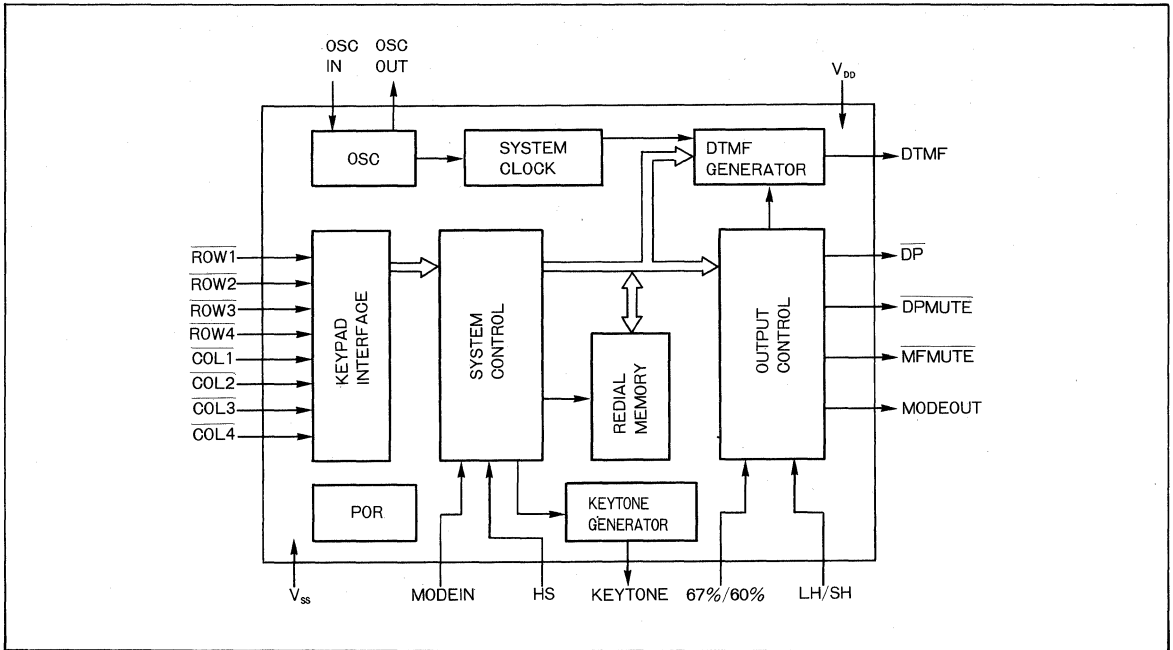 OSC OSC
IN OUT
V_DD
OSC
SYSTEM
CLOCK
DTMF
GENERATOR
DTMF
ROW1
ROW2
ROW3
ROW4
COL1
COL2
COL3
COL4
KEYPAD
INTERFACE
SYSTEM
CONTROL
REDIAL
MEMORY
OUTPUT
CONTROL
DP
DPMUTE
MFMUTE
MODEOUT
POR
KEYTONE
GENERATOR
V_SS
MODEIN
HS
KEYTONE
67%/60%
LH/SH